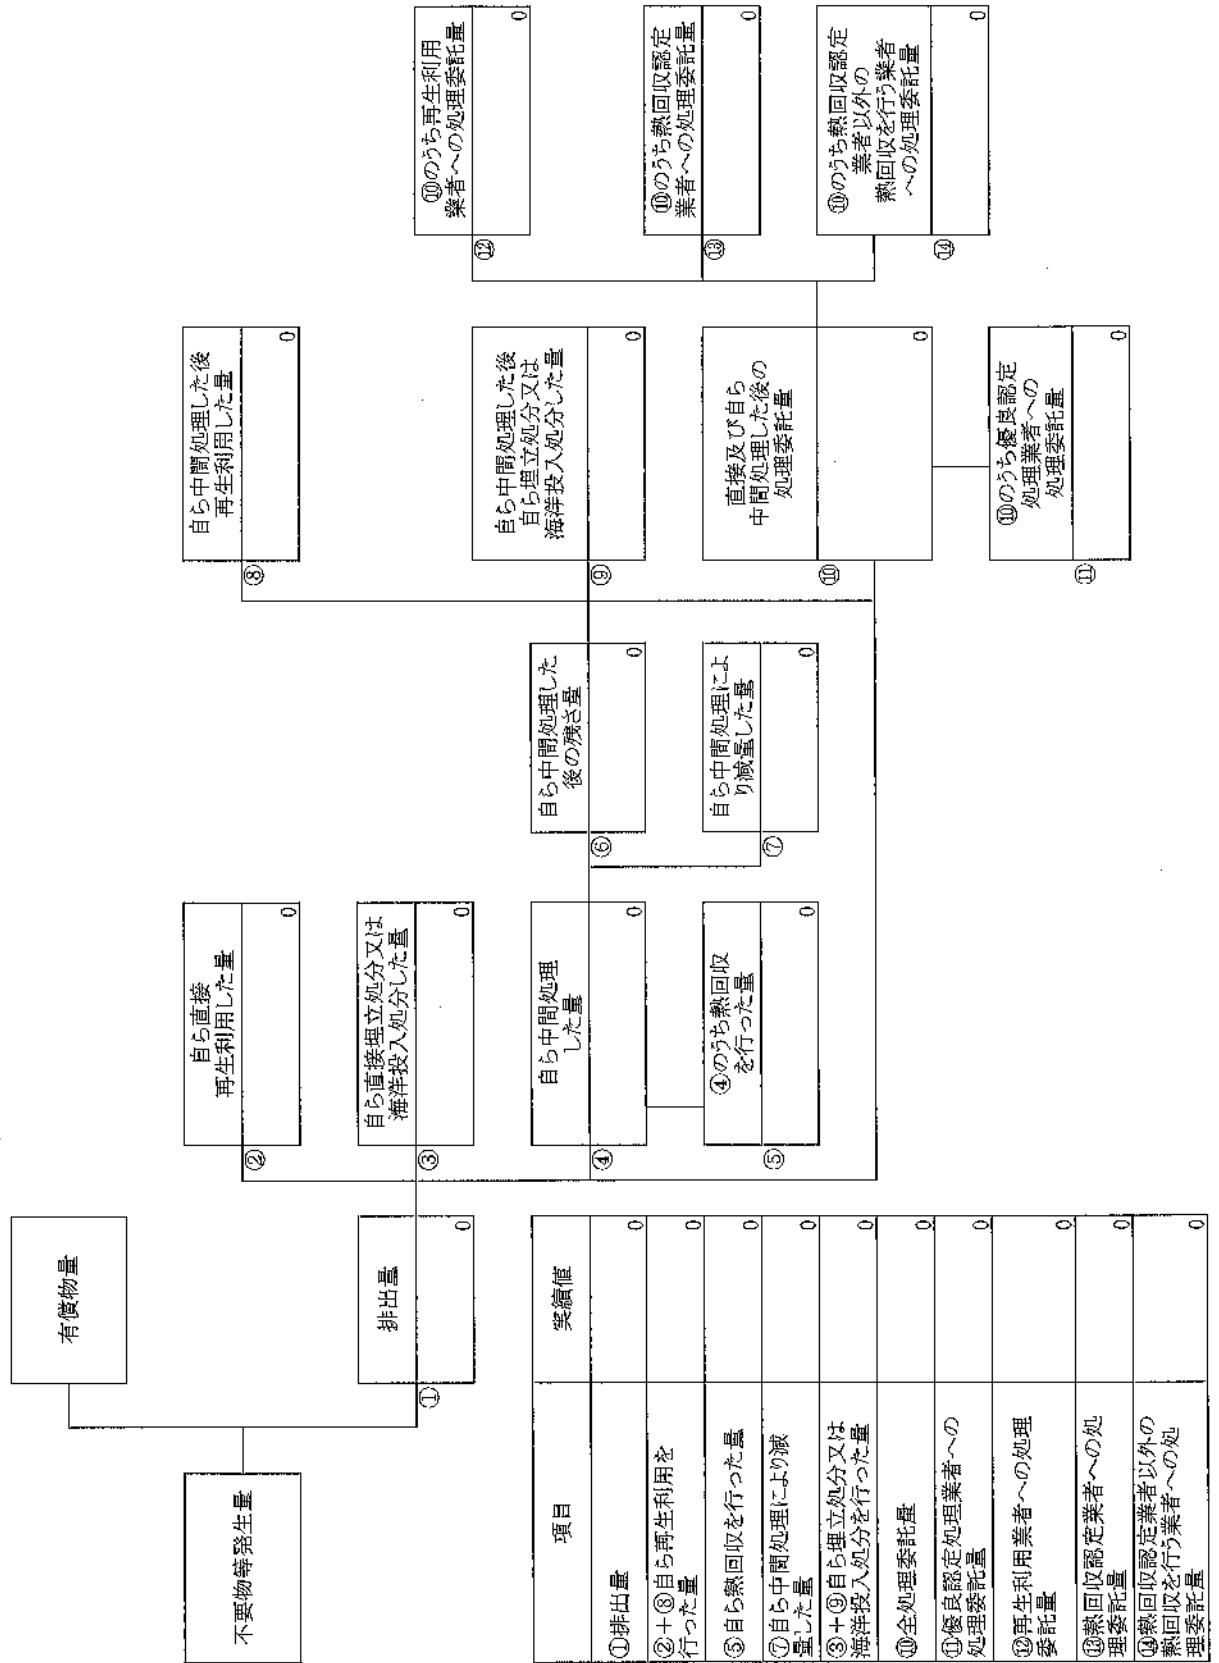 不要物等発生量
有償物量
①
排出量
0
②
自ら直接
再生利用した量
0
③
自ら直接埋立処分又は
海洋投入処分した量
0
④
自ら中間処理
した量
0
⑤
④のうち熱回収
を行った量
0
⑥
自ら中間処理した
後の残さ量
0
⑦
自ら中間処理によ
り減量した量
0
⑧
自ら中間処理した後
再生利用した量
0
⑨
自ら中間処理した後
自ら埋立処分又は
海洋投入処分した量
0
⑩
直接及び自ら
中間処理した後の
処理委託量
0
⑪
⑩のうち優良認定
処理業者への
処理委託量
0
⑫
⑩のうち再生利用
業者への処理委託量
0
⑬
⑩のうち熱回収認定
業者への処理委託量
0
⑭
⑩のうち熱回収認定
業者以外の
熱回収を行う業者
への処理委託量
0
項目 実績値
①排出量 0
②+⑧自ら再生利用を
行った量 0
⑤自ら熱回収を行った量 0
⑦自ら中間処理により減
量した量 0
③+⑨自ら埋立処分又は
海洋投入処分を行った量 0
⑩全処理委託量 0
⑪優良認定処理業者への
処理委託量 0
⑫再生利用業者への処理
委託量 0
⑬熱回収認定業者への処
理委託量 0
⑭熱回収認定業者以外の
熱回収を行う業者への処
理委託量 0